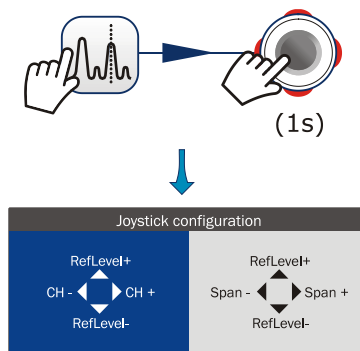 (1s)
Joystick configuration
RefLevel+
CH - CH +
RefLevel-
RefLevel+
Span - Span +
RefLevel-